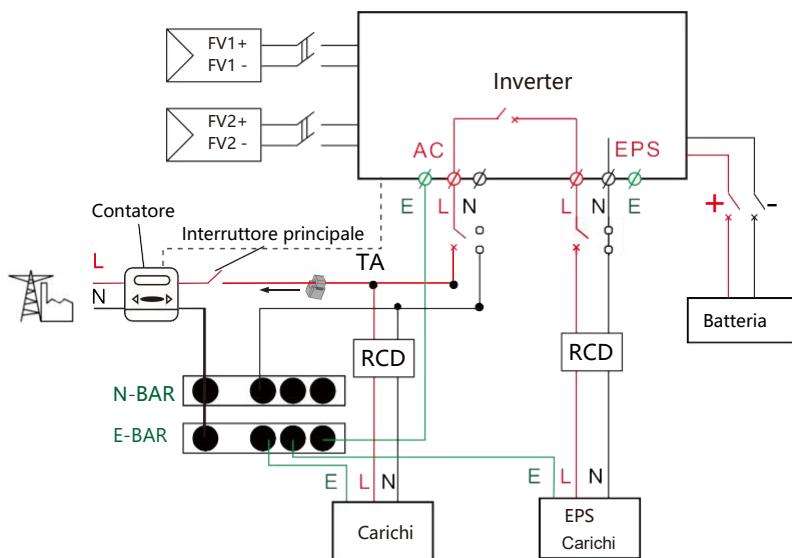 FV1+
FV1 -
FV2+
FV2 -
Inverter
AC
EPS
E
L
N
L
N
E
+
-
Contatore
Interruttore principale
L
N
TA
RCD
RCD
Batteria
N-BAR
E-BAR
E
L
N
E
L
N
Carichi
EPS
Carichi